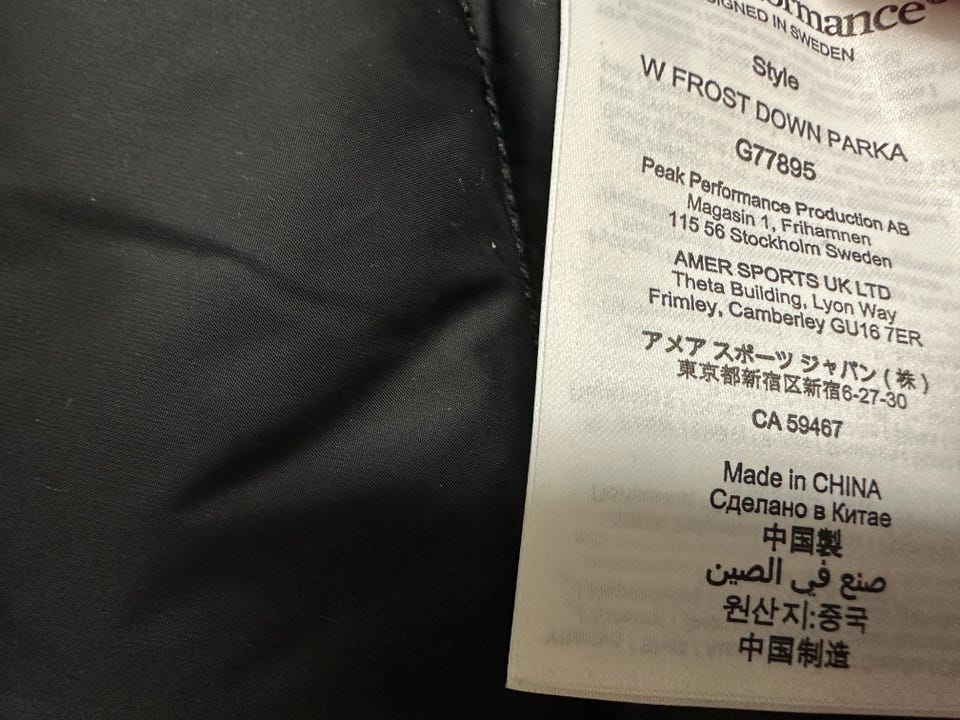 ormance®
SIGNED IN SWEDEN
Style
W FROST DOWN PARKA
G77895
Peak Performance Production AB
Magasin 1, Frihamnen
115 56 Stockholm Sweden
AMER SPORTS UK LTD
Theta Building, Lyon Way
Frimley, Camberley GU16 7ER
アメア スポーツ ジャパン ( 株 )
東京都新宿区新宿6-27-30
CA 59467
Made in CHINA
Сделано в Китае
中国製
صنع في الصين
원산지:중국
中国制造